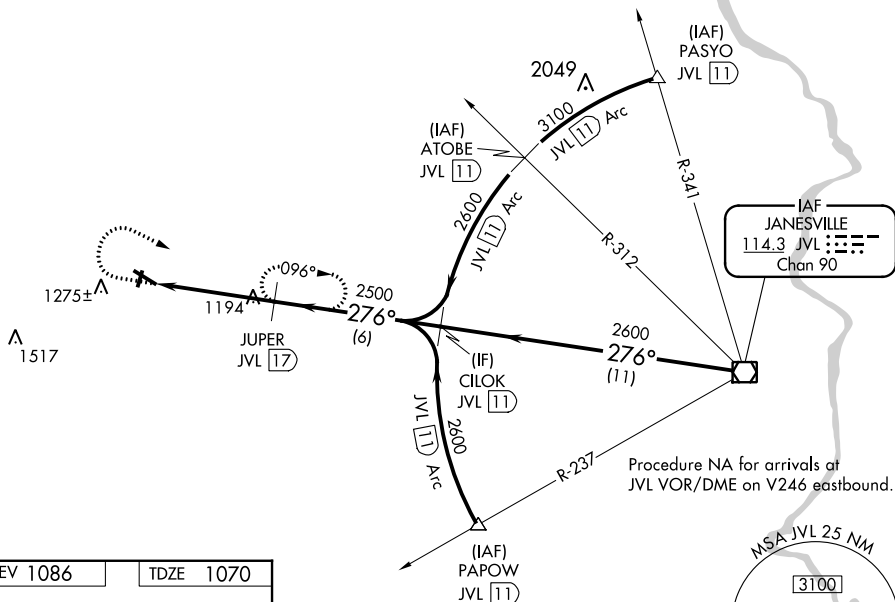 (IAF)
PASYO
JVL 11
2049
3100
JVL 11 Arc
(IAF)
ATOBE
JVL 11
R-341
IAF
JANESVILLE
114.3 JVL
Chan 90
2600
JVL 11 Arc
R-312
096°
1275±
1194
2500
276°
(6)
1517
JUPER
JVL 17
(IF)
CILOK
JVL 11
2600
276°
(11)
JVL 11 Arc
2600
R-237
Procedure NA for arrivals at
JVL VOR/DME on V246 eastbound.
(IAF)
PAPOW
JVL 11
MSA JVL 25 NM
3100
EV 1086
TDZE 1070